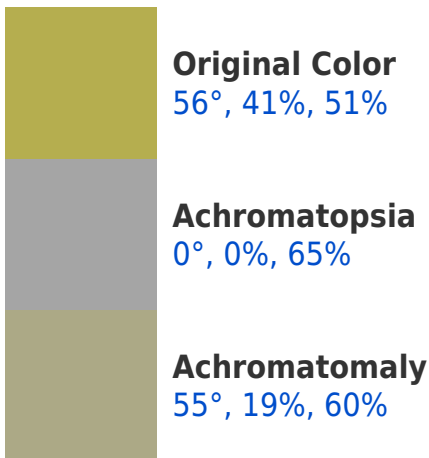 Original Color
56°, 41%, 51%
Achromatopsia
0°, 0%, 65%
Achromatomaly
55°, 19%, 60%